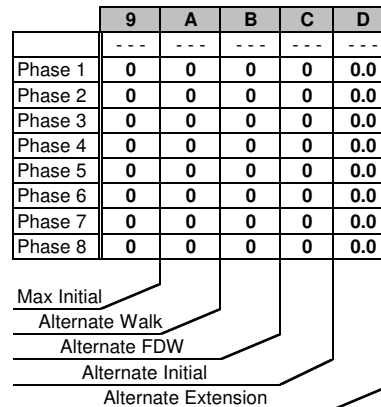 9 A B C D
- - - - - - - - - - - - - - -
Phase 1 0 0 0 0 0.0
Phase 2 0 0 0 0 0.0
Phase 3 0 0 0 0 0.0
Phase 4 0 0 0 0 0.0
Phase 5 0 0 0 0 0.0
Phase 6 0 0 0 0 0.0
Phase 7 0 0 0 0 0.0
Phase 8 0 0 0 0 0.0
Max Initial
Alternate Walk
Alternate FDW
Alternate Initial
Alternate Extension